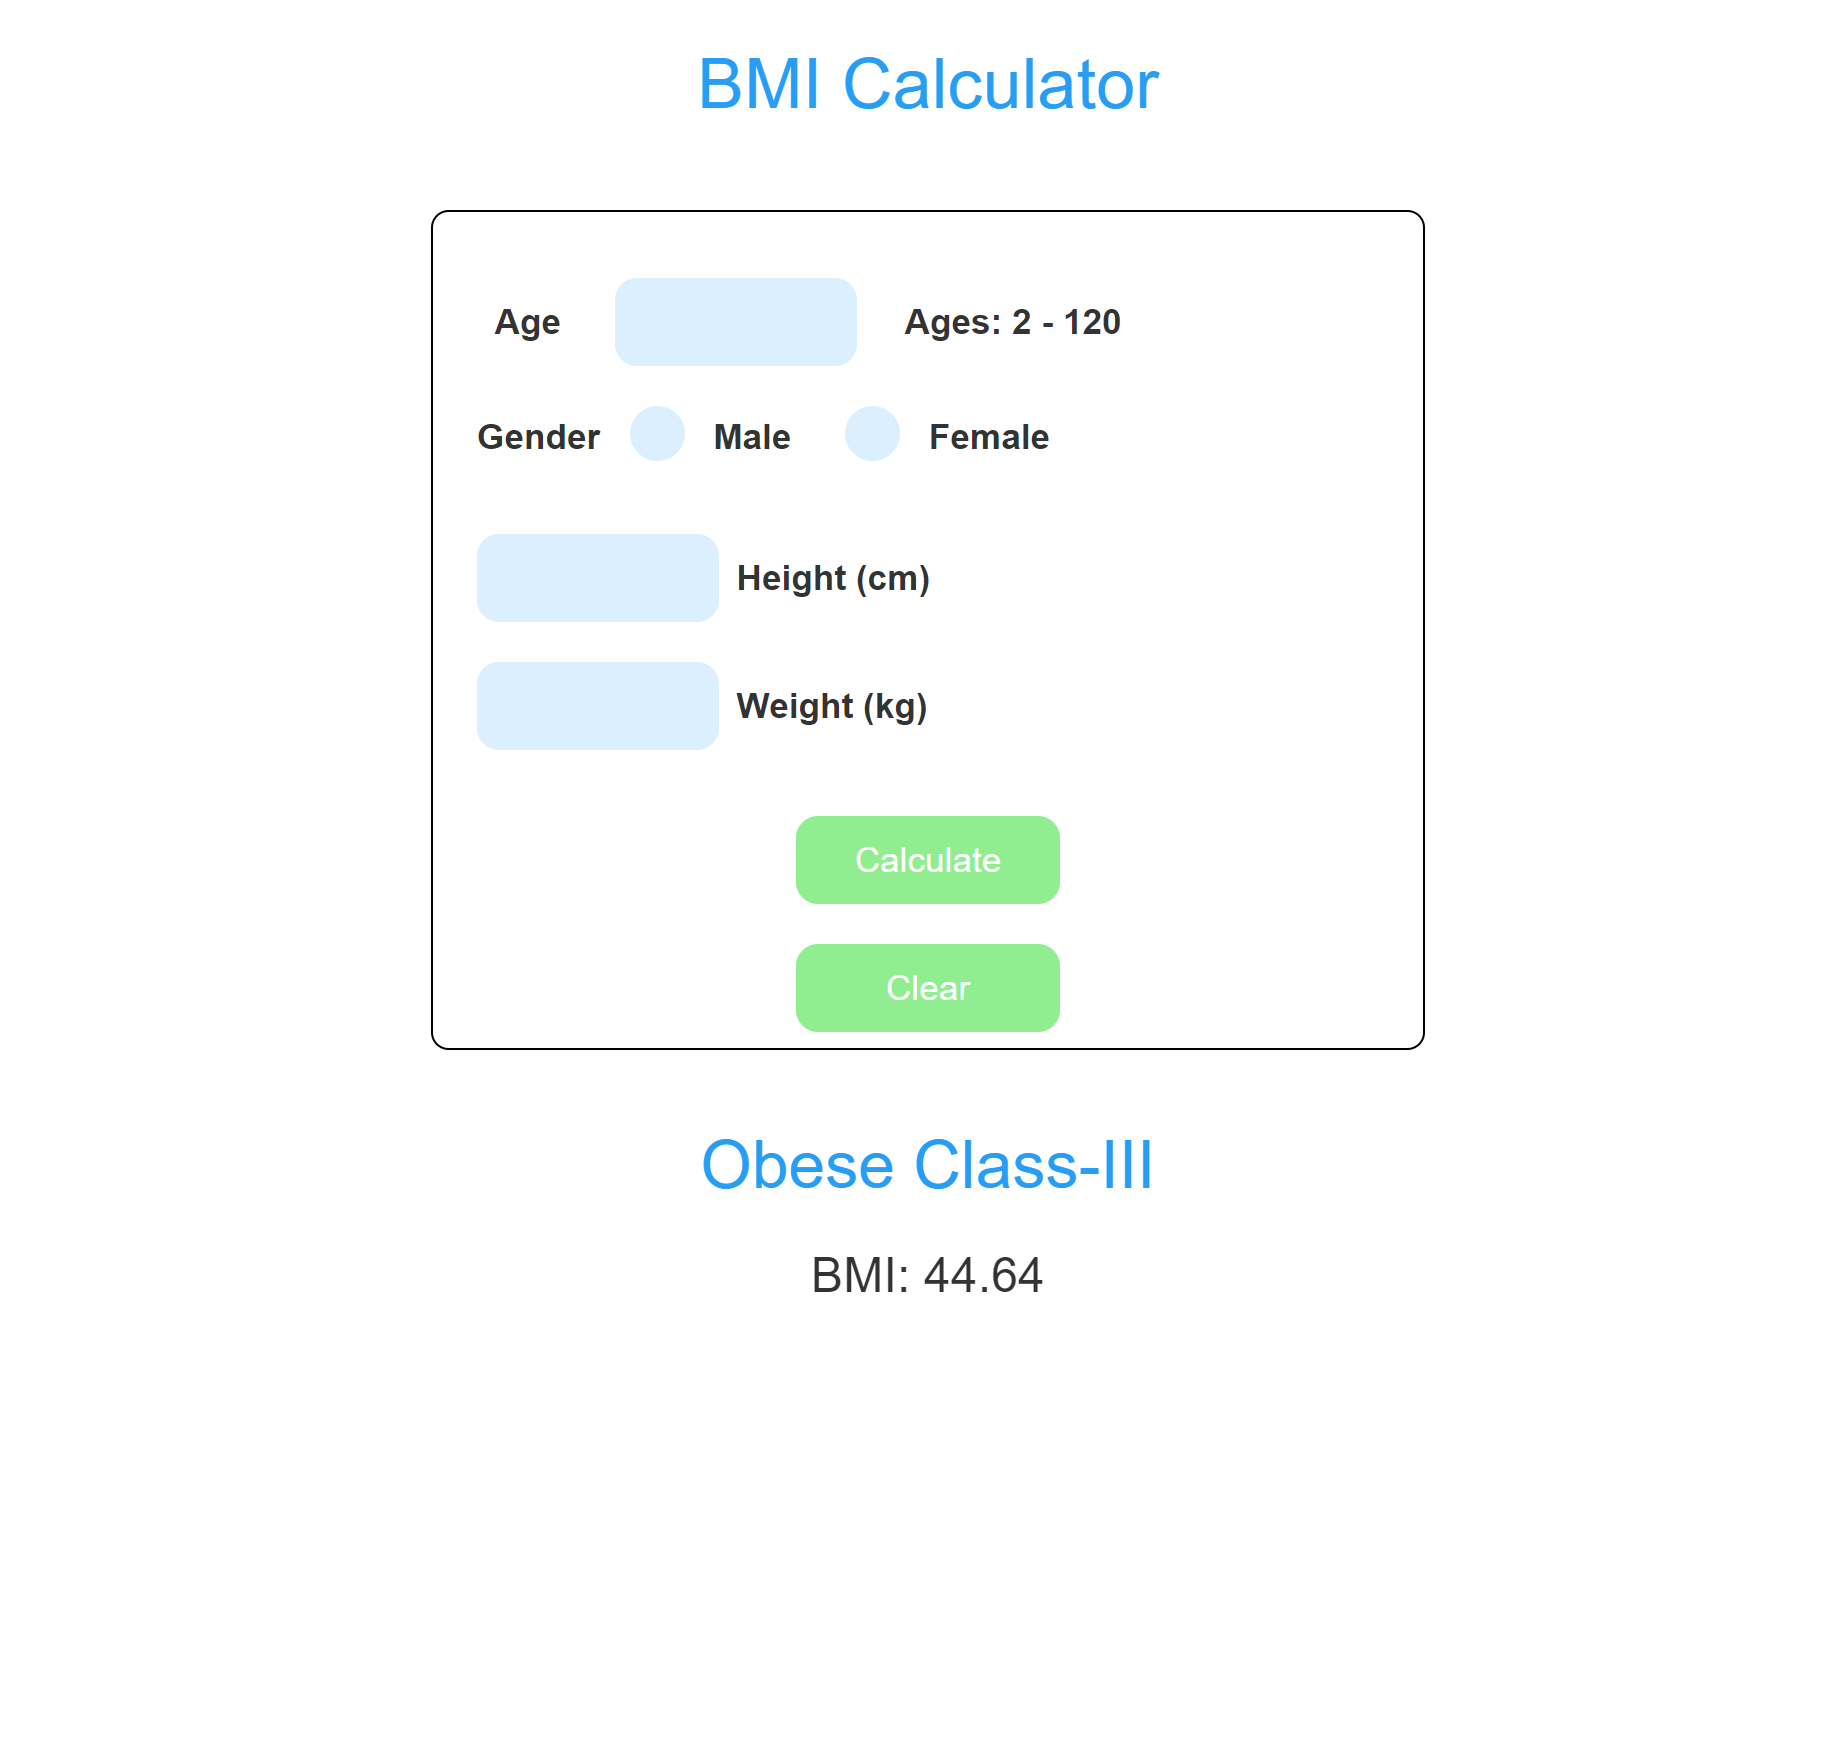 BMI Calculator
Age Ages: 2 - 120
Gender Male Female
Height (cm)
Weight (kg)
Calculate
Clear
Obese Class-III
BMI: 44.64